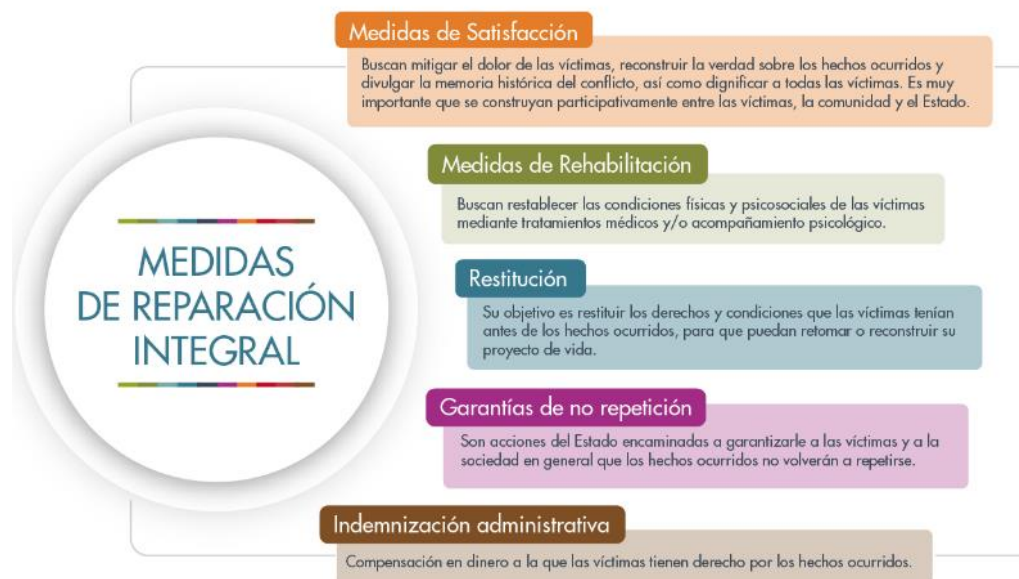 Medidas de Satisfacción
Buscan mitigar el dolor de las víctimas, reconstruir la verdad sobre los hechos ocurridos y
divulgar la memoria histórica del conflicto, así como dignificar a todas las víctimas. Es muy
importante que se construyan participativamente entre las víctimas, la comunidad y el Estado.
Medidas de Rehabilitación
Buscan restablecer las condiciones físicas y psicosociales de las víctimas
mediante tratamientos médicos y/o acompañamiento psicológico.
MEDIDAS
DE REPARACIÓN
INTEGRAL
Restitución
Su objetivo es restituir los derechos y condiciones que las víctimas tenían
antes de los hechos ocurridos, para que puedan retomar o reconstruir su
proyecto de vida.
Garantías de no repetición
Son acciones del Estado encaminadas a garantizarle a las víctimas y a la
sociedad en general que los hechos ocurridos no volverán a repetirse.
Indemnización administrativa
Compensación en dinero a la que las víctimas tienen derecho por los hechos ocurridos.